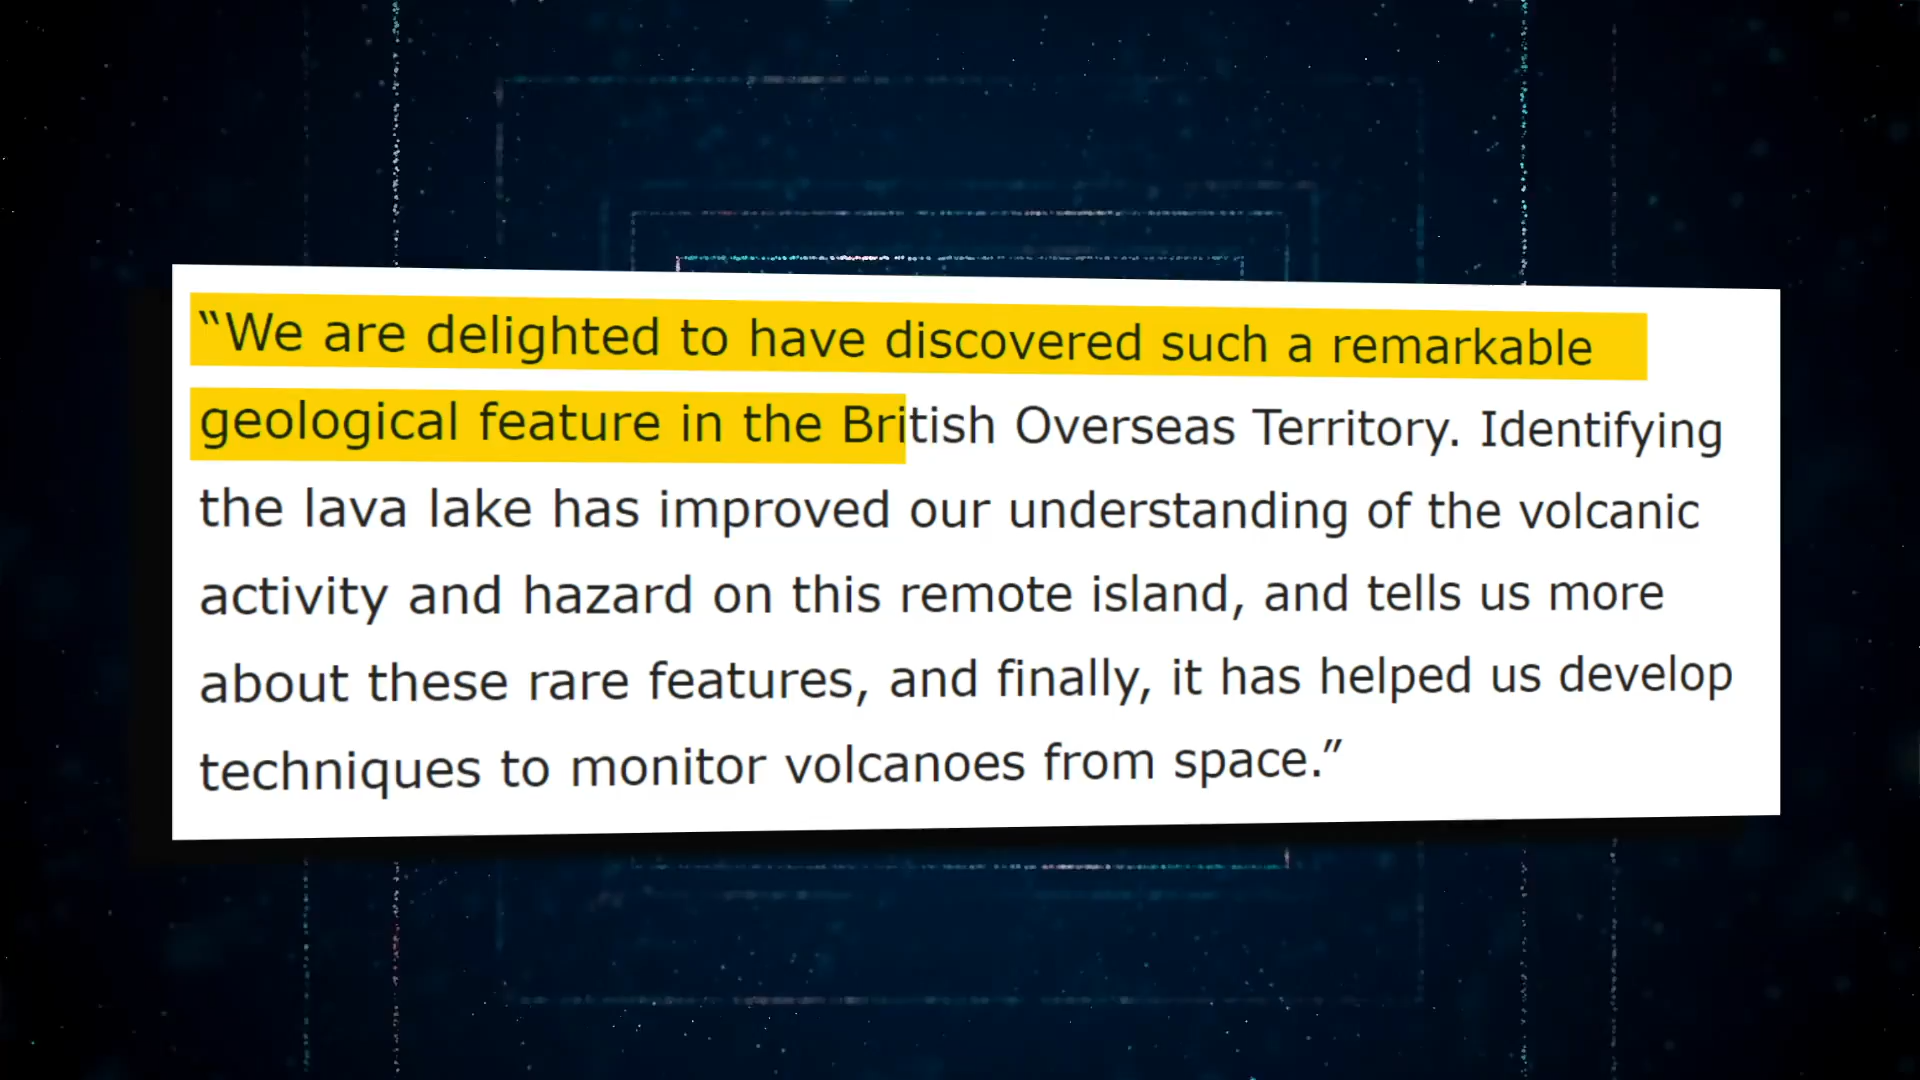 “We are delighted to have discovered such a remarkable
geological feature in the British Overseas Territory. Identifying
the lava lake has improved our understanding of the volcanic
activity and hazard on this remote island, and tells us more
about these rare features, and finally, it has helped us develop
techniques to monitor volcanoes from space.”